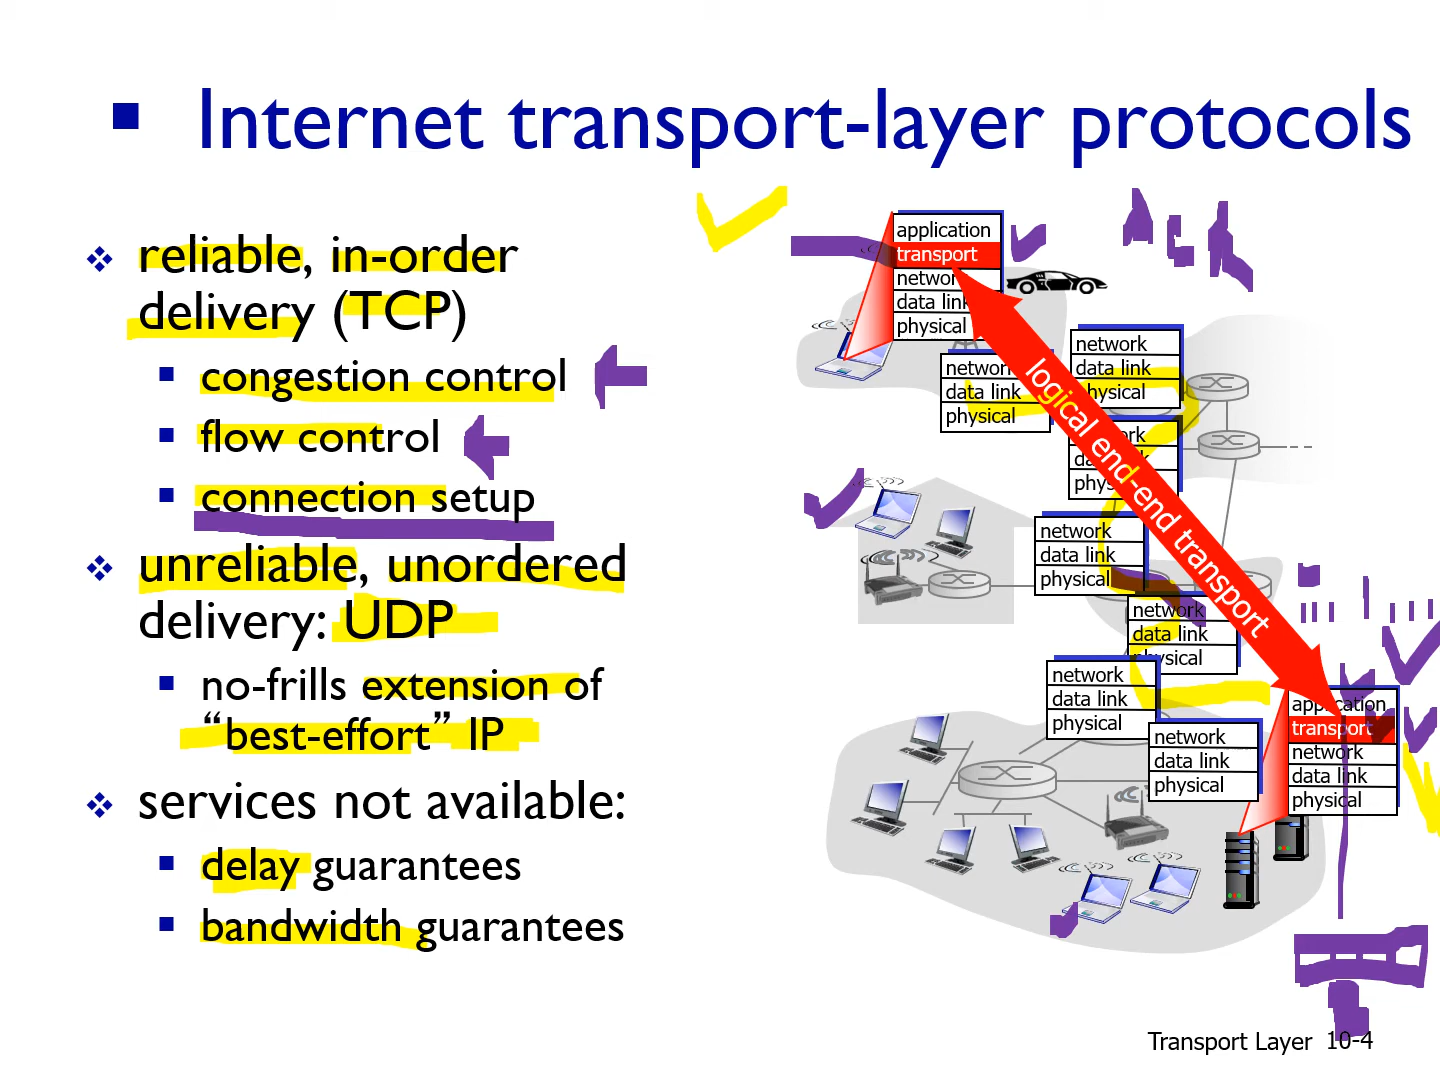 Internet transport-layer protocols
reliable, in-order
delivery (TCP)
congestion control
flow control
connection setup
unreliable, unordered
delivery: UDP
no-frills extension of
“best-effort” IP
services not available:
delay guarantees
bandwidth guarantees
application
transport
network
data link
physical
network
data link
physical
network
data link
physical
network
data link
physical
logical end-end transport
network
data link
physical
network
data link
physical
network
data link
physical
network
data link
physical
application
transport
network
data link
physical
Transport Layer 10-4